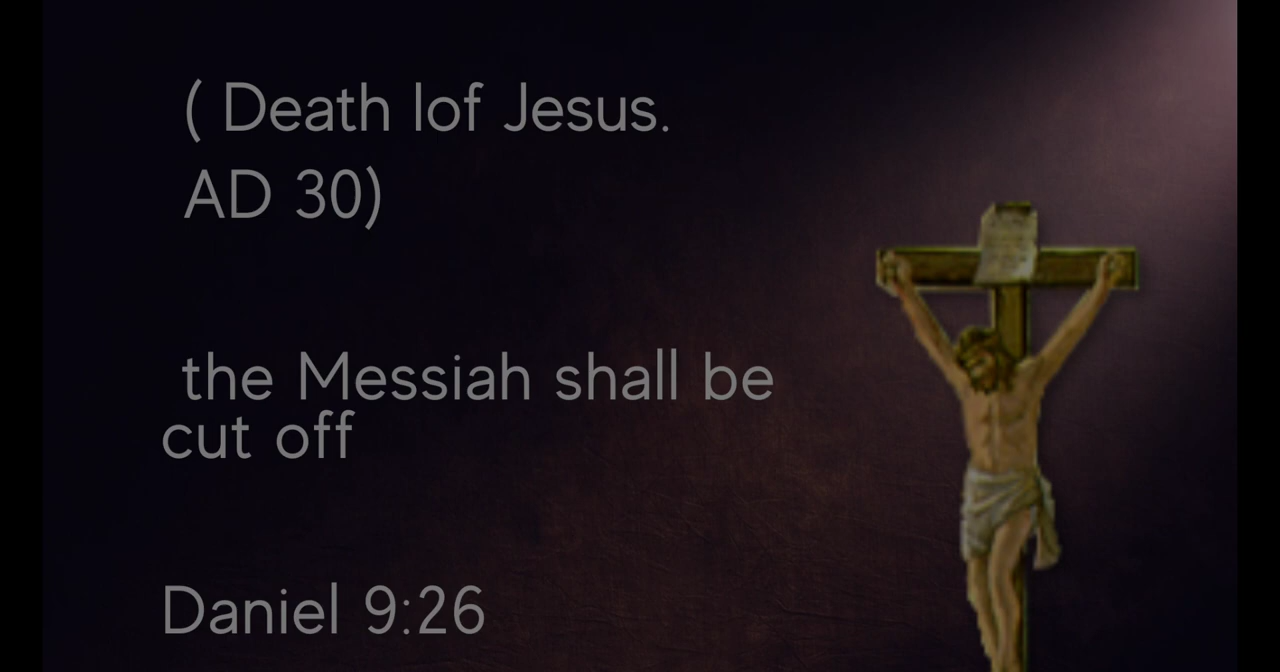 ( Death lof Jesus.
AD 30)
the Messiah shall be
cut off
Daniel 9:26